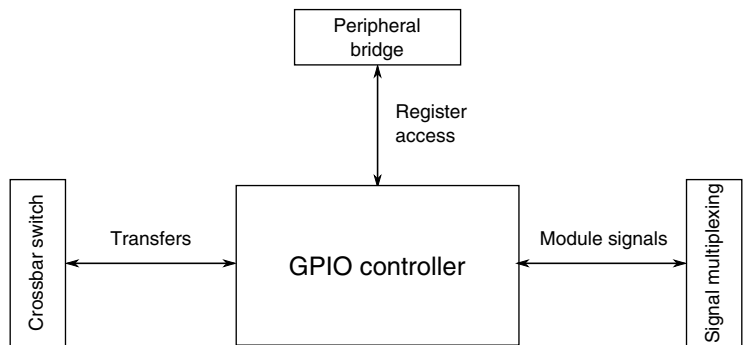 Peripheral
bridge
Register
access
Crossbar switch
Transfers
GPIO controller
Module signals
Signal multiplexing